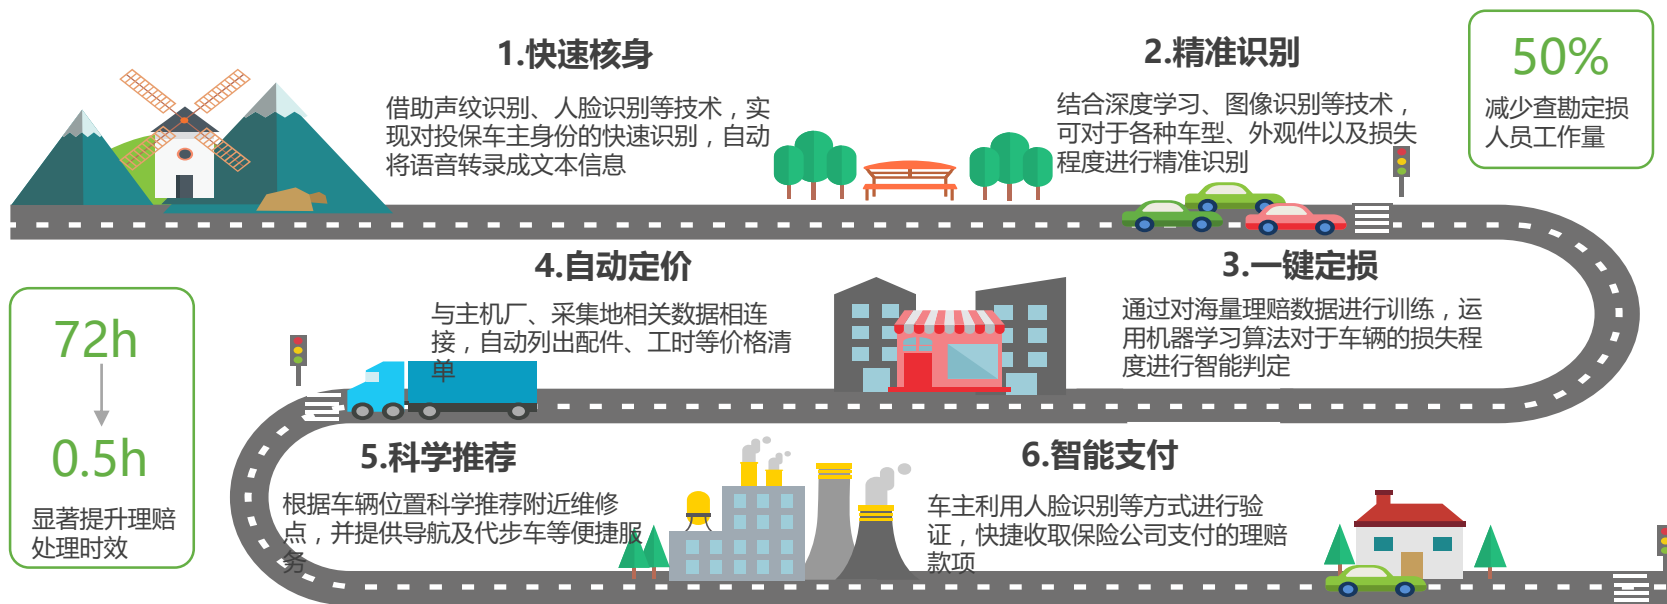 1.快速核身
借助声纹识别、人脸识别等技术，实
现对投保车主身份的快速识别，自动
将语音转录成文本信息
2.精准识别
结合深度学习、图像识别等技术，
可对于各种车型、外观件以及损失
程度进行精准识别
50%
减少查勘定损
人员工作量
3.一键定损
通过对海量理赔数据进行训练，运
用机器学习算法对于车辆的损失程
度进行智能判定
4.自动定价
与主机厂、采集地相关数据相连
接，自动列出配件、工时等价格清
单
72h
0.5h
显著提升理赔
处理时效
5.科学推荐
根据车辆位置科学推荐附近维修
点，并提供导航及代步车等便捷服
务
6.智能支付
车主利用人脸识别等方式进行验
证，快捷收取保险公司支付的理赔
款项